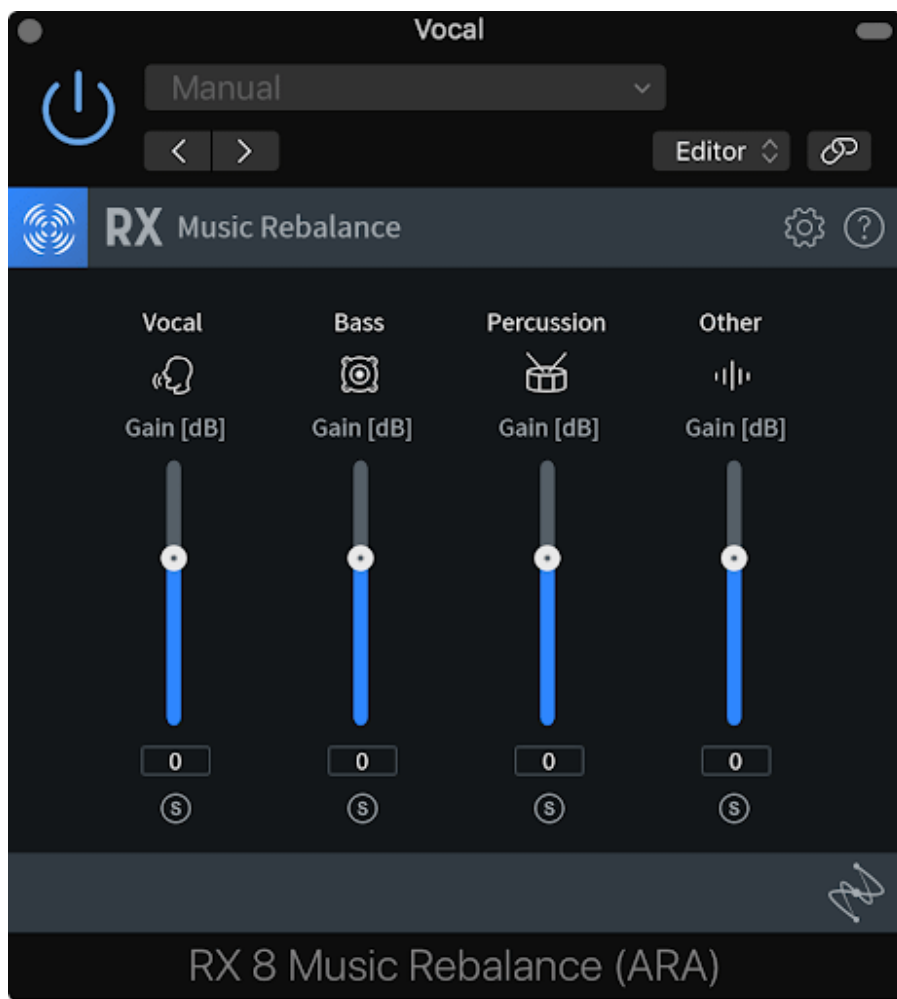 Vocal
Manual
Editor
RX Music Rebalance
Vocal Bass Percussion Other
Gain [dB] Gain [dB] Gain [dB] Gain [dB]
0 0 0 0
S S S S
RX 8 Music Rebalance (ARA)